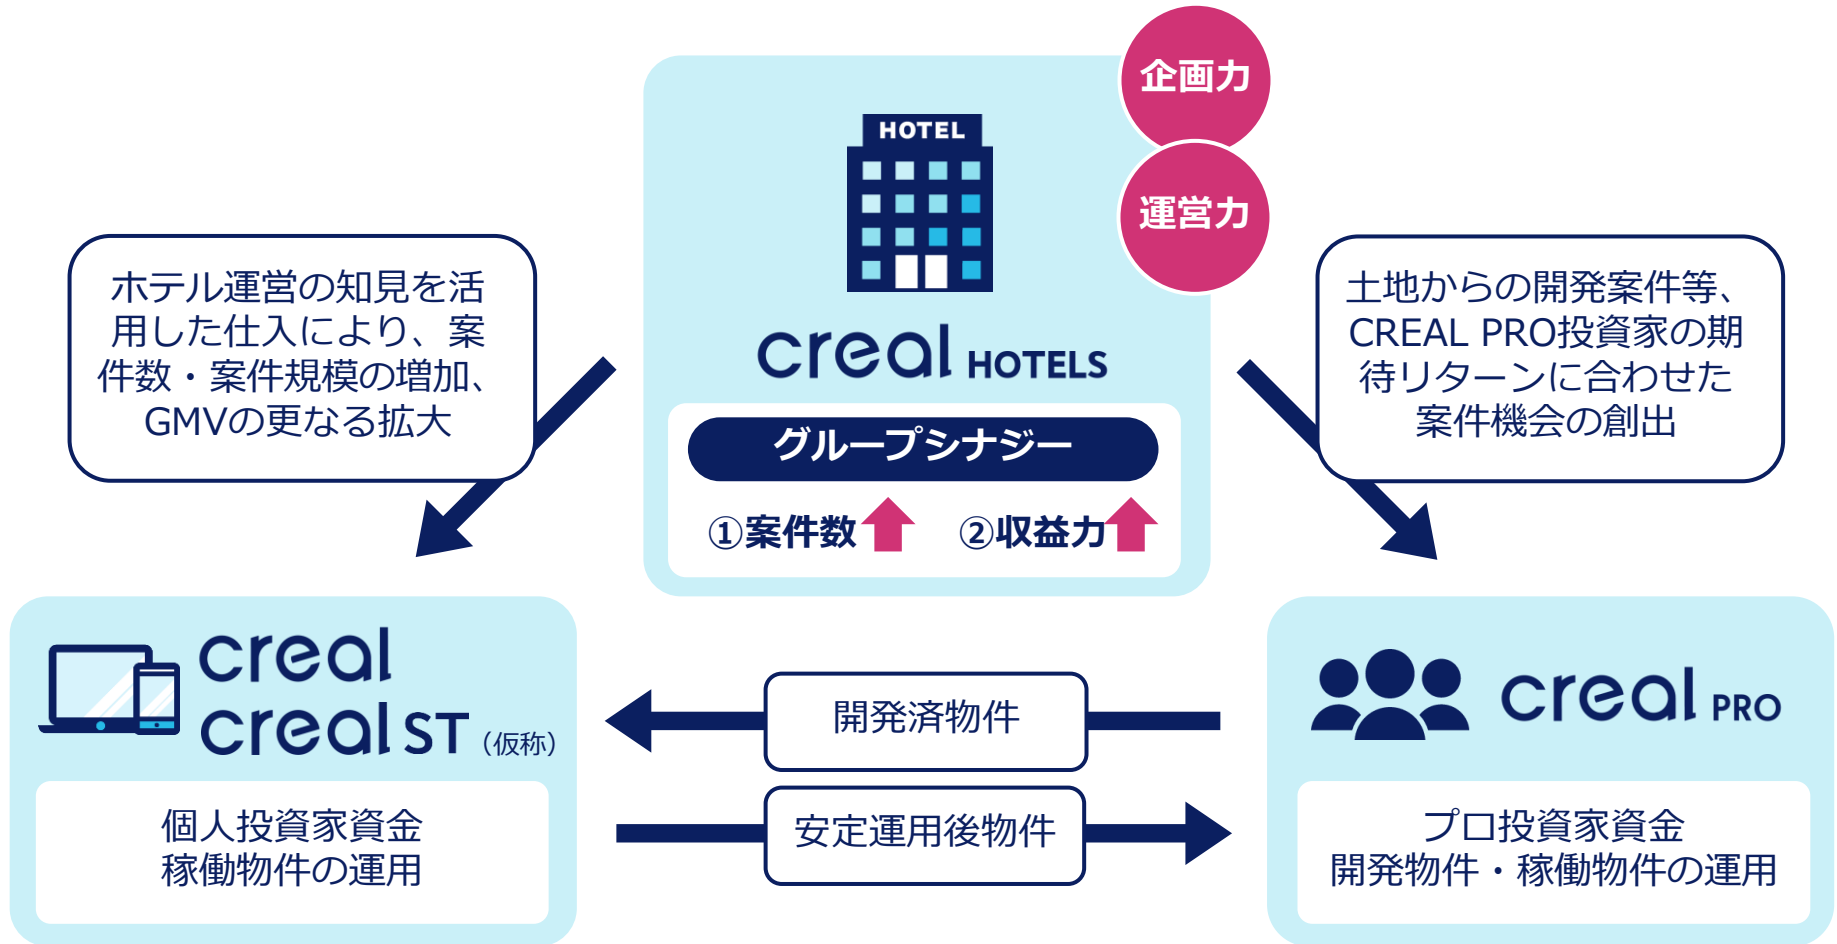 企画力
HOTEL
運営力
ホテル運営の知見を活
用した仕入により、案
件数・案件規模の増加、
GMVの更なる拡大
土地からの開発案件等、
CREAL PRO投資家の期
待リターンに合わせた
案件機会の創出
creal HOTELS
グループシナジー
①案件数 ②収益力
creal
creal ST（仮称）
個人投資家資金
稼働物件の運用
開発済物件
安定運用後物件
creal PRO
プロ投資家資金
開発物件・稼働物件の運用